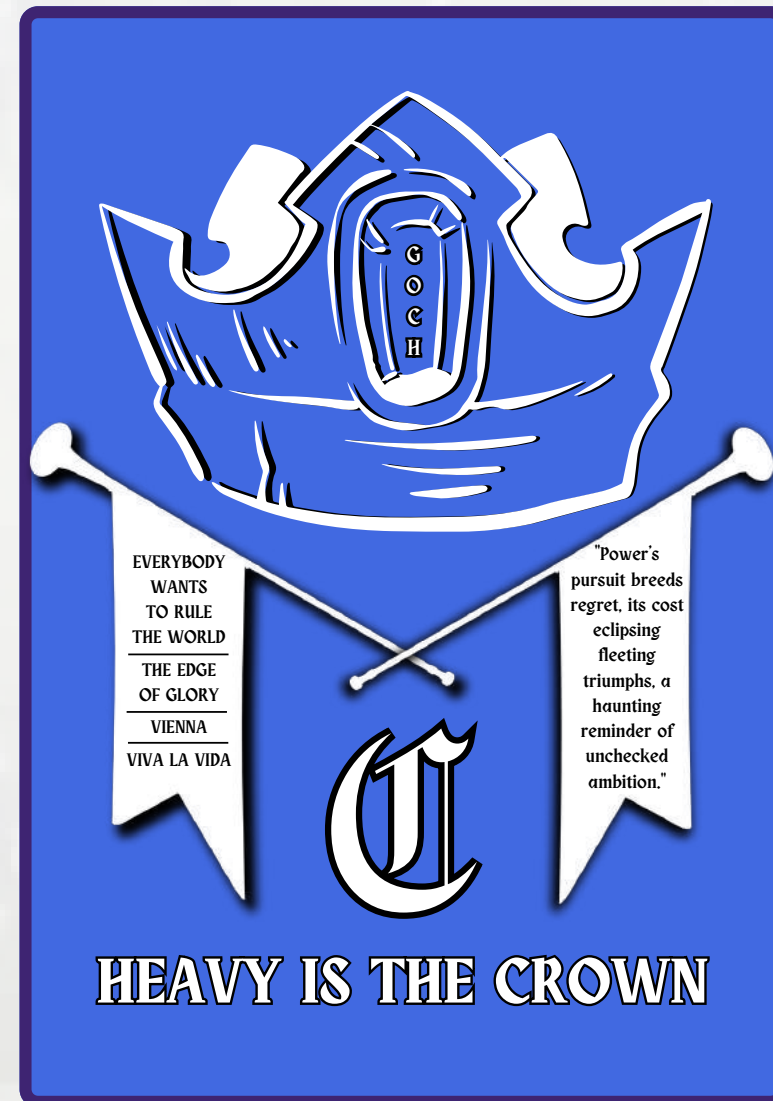 G
O
C
H
EVERYBODY
WANTS
TO RULE
THE WORLD
THE EDGE
OF GLORY
VIENNA
VIVA LA VIDA
"Power's
pursuit breeds
regret, its cost
eclipsing
fleeting
triumphs, a
haunting
reminder of
unchecked
ambition."
C
HEAVY IS THE CROWN